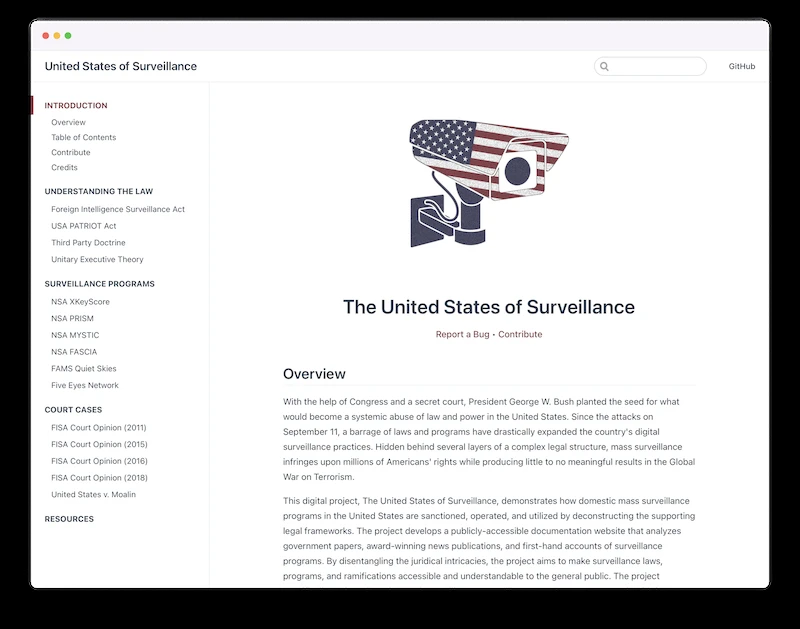 United States of Surveillance
GitHub
INTRODUCTION
Overview
Table of Contents
Contribute
Credits
UNDERSTANDING THE LAW
Foreign Intelligence Surveillance Act
USA PATRIOT Act
Third Party Doctrine
Unitary Executive Theory
SURVEILLANCE PROGRAMS
NSA XKeyScore
NSA PRISM
NSA MYSTIC
NSA FASCIA
FAMS Quiet Skies
Five Eyes Network
COURT CASES
FISA Court Opinion (2011)
FISA Court Opinion (2015)
FISA Court Opinion (2016)
FISA Court Opinion (2018)
United States v. Moalin
RESOURCES
The United States of Surveillance
Report a Bug • Contribute
Overview
With the help of Congress and a secret court, President George W. Bush planted the seed for what
would become a systemic abuse of law and power in the United States. Since the attacks on
September 11, a barrage of laws and programs have drastically expanded the country's digital
surveillance practices. Hidden behind several layers of a complex legal structure, mass surveillance
infringes upon millions of Americans' rights while producing little to no meaningful results in the Global
War on Terrorism.
This digital project, The United States of Surveillance, demonstrates how domestic mass surveillance
programs in the United States are sanctioned, operated, and utilized by deconstructing the supporting
legal frameworks. The project develops a publicly-accessible documentation website that analyzes
government papers, award-winning news publications, and first-hand accounts of surveillance
programs. By disentangling the juridical intricacies, the project aims to make surveillance laws,
programs, and ramifications accessible and understandable to the general public. The project